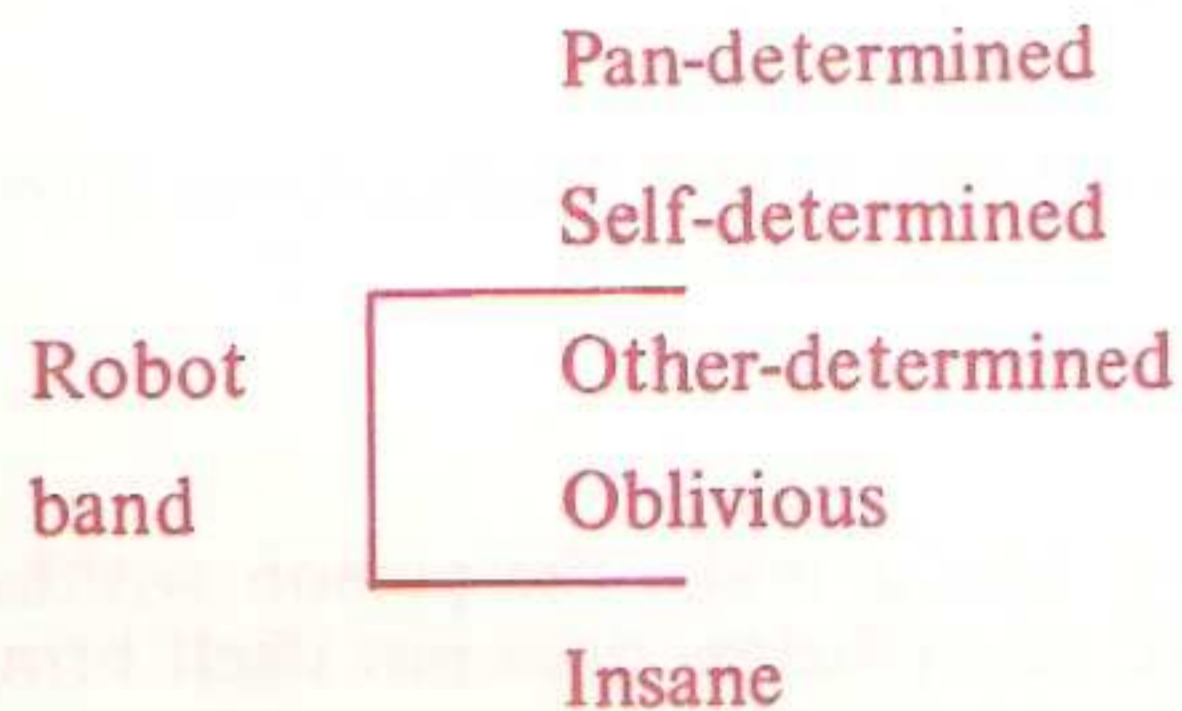 Pan-determined
Self-determined
Robot
Other-determined
band
Oblivious
Insane